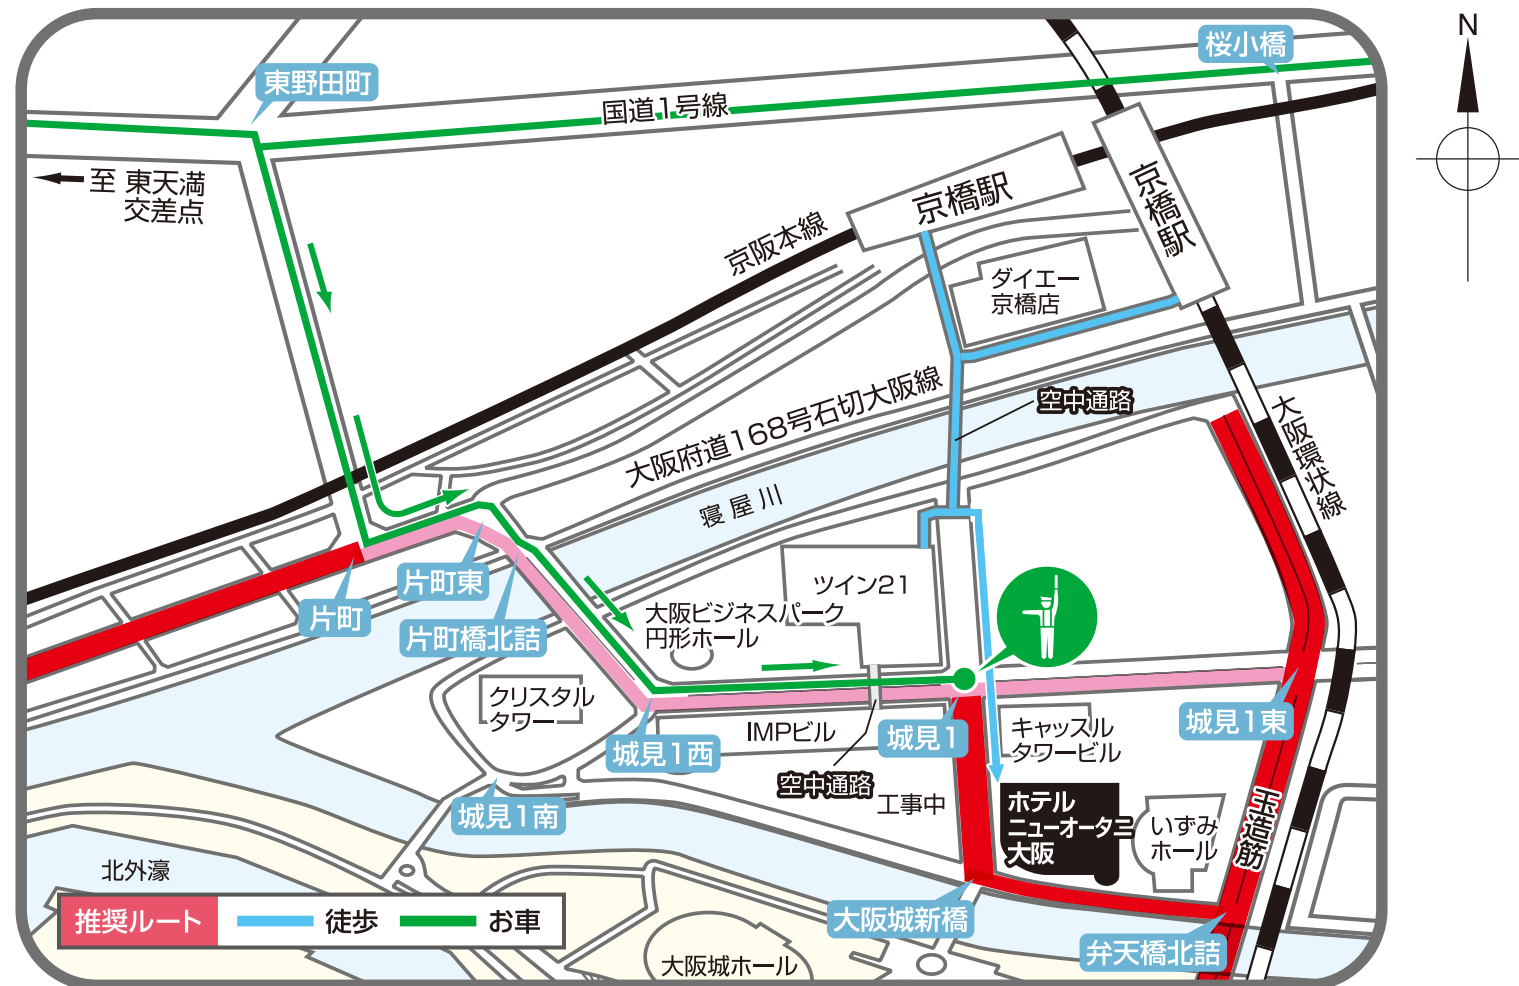 N
桜小橋
東野田町
国道1号線
至 東天満
交差点
京橋駅
京橋駅
京阪本線
ダイエー
京橋店
大阪府道168号石切大阪線
空中通路
大阪環状線
寝屋川
片町東
片町
片町橋北詰
ツイン21
大阪ビジネスパーク
円形ホール
クリスタル
タワー
城見1西
IMPビル
城見1
キャッスル
タワービル
城見1東
空中通路
工事中
城見1南
ホテル
ニューオータニ
大阪
いずみ
ホール
玉造筋
北外濠
推奨ルート
徒歩
お車
大阪城新橋
弁天橋北詰
大阪城ホール